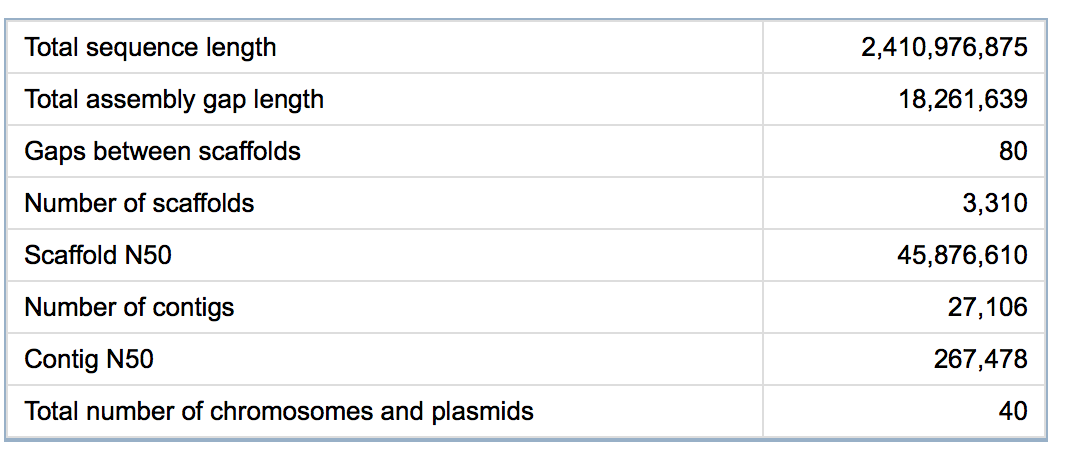 Total sequence length 2,410,976,875
Total assembly gap length 18,261,639
Gaps between scaffolds 80
Number of scaffolds 3,310
Scaffold N50 45,876,610
Number of contigs 27,106
Contig N50 267,478
Total number of chromosomes and plasmids 40